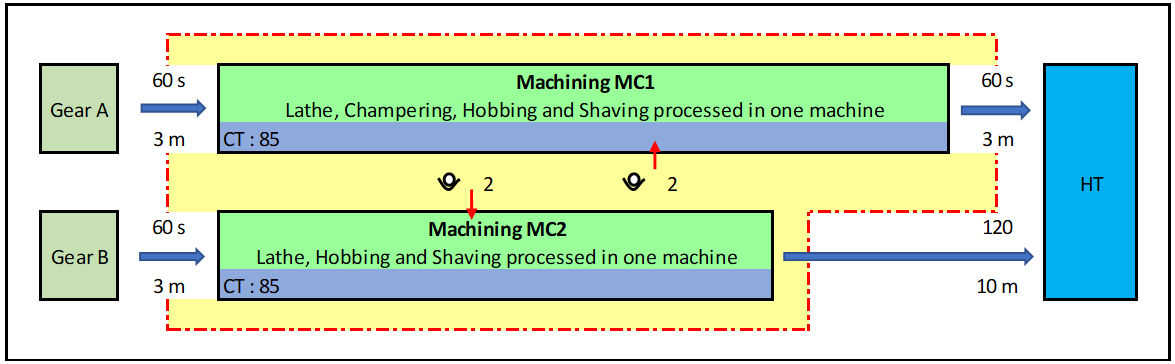 Gear A
60 s
3 m
Machining MC1
Lathe, Champering, Hobbing and Shaving processed in one machine
CT : 85
60 s
3 m
HT
2
2
Gear B
60 s
3 m
Machining MC2
Lathe, Hobbing and Shaving processed in one machine
CT : 85
120
10 m